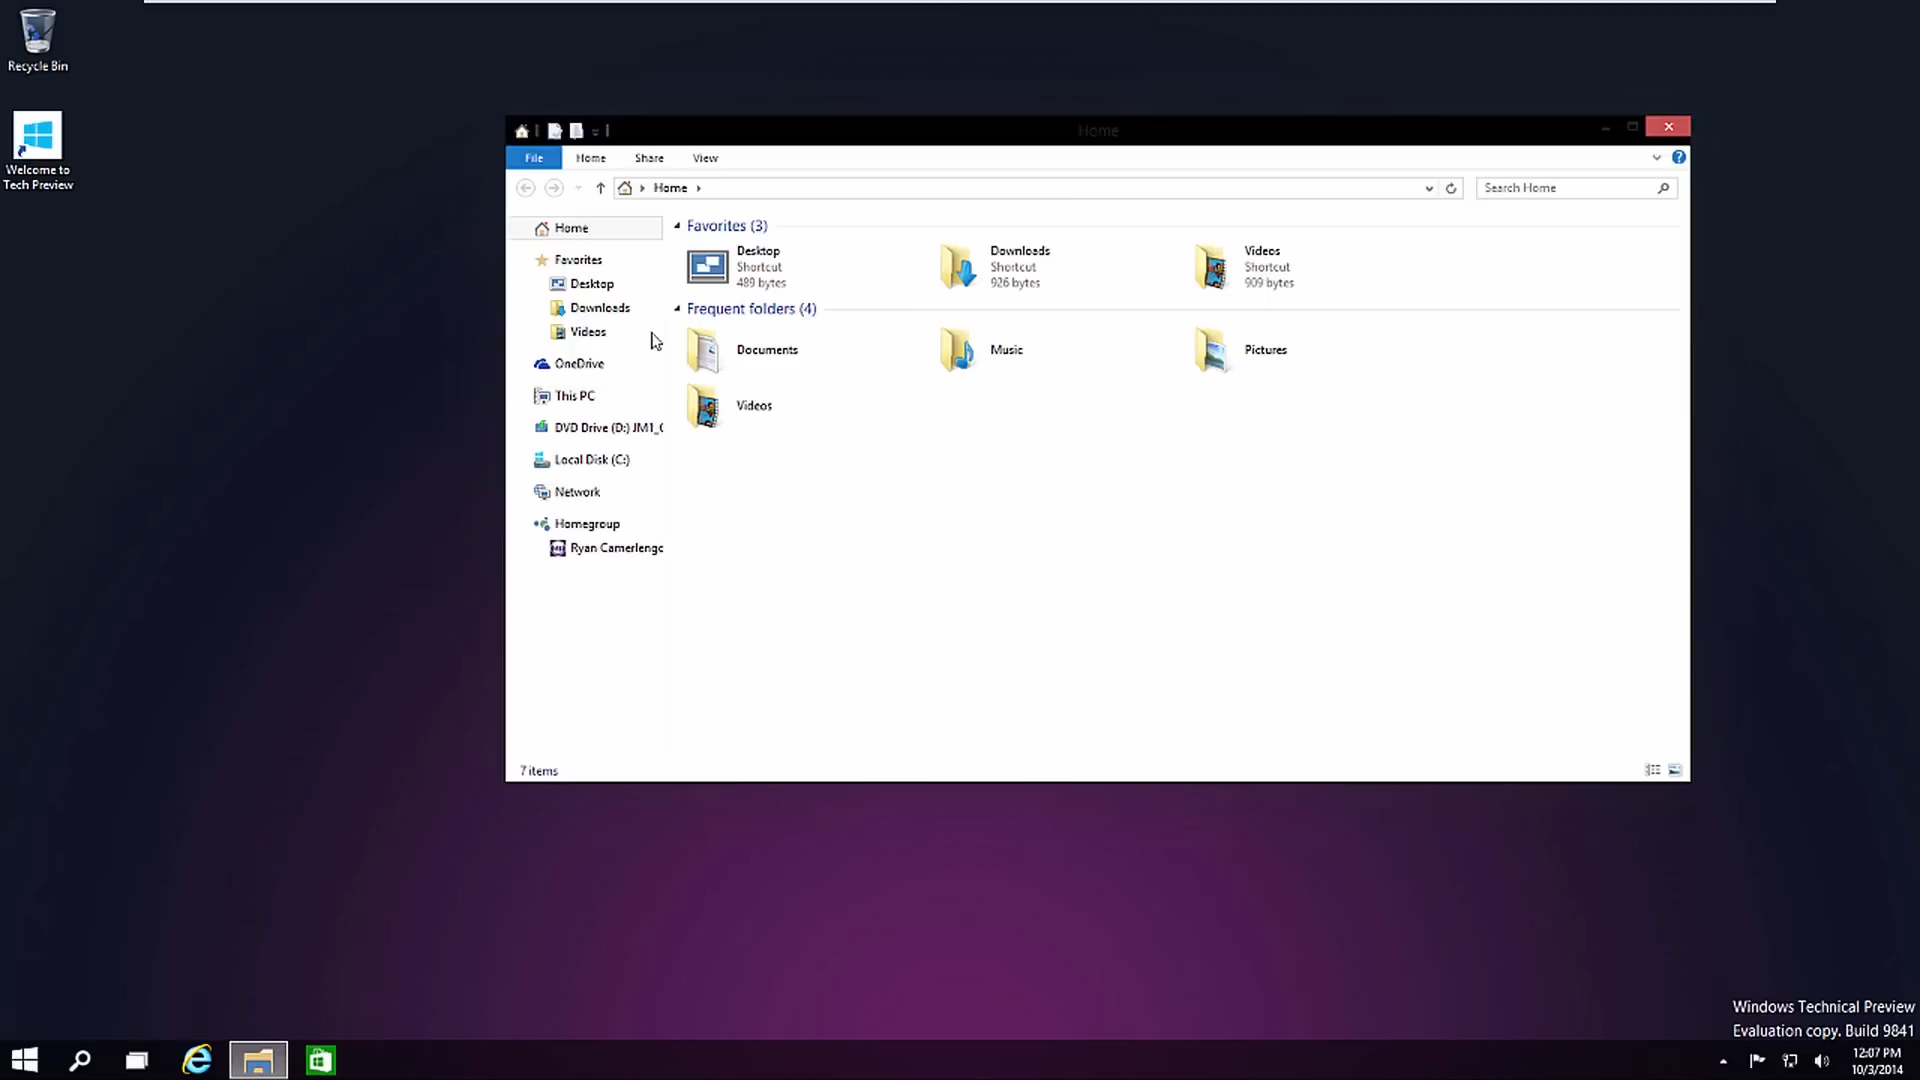 Recycle Bin
Welcome to
Tech Preview
Home
File
Home
Share
View
Home
Search Home
Home
Favorites
Desktop
Downloads
Videos
OneDrive
This PC
DVD Drive (D:) JM1_C
Local Disk (C:)
Network
Homegroup
Ryan Camerlengo
Favorites (3)
Desktop
Shortcut
489 bytes
Downloads
Shortcut
926 bytes
Videos
Shortcut
909 bytes
Frequent folders (4)
Documents
Music
Pictures
Videos
7 items
Windows Technical Preview
Evaluation copy. Build 9841
12:07 PM
10/3/2014